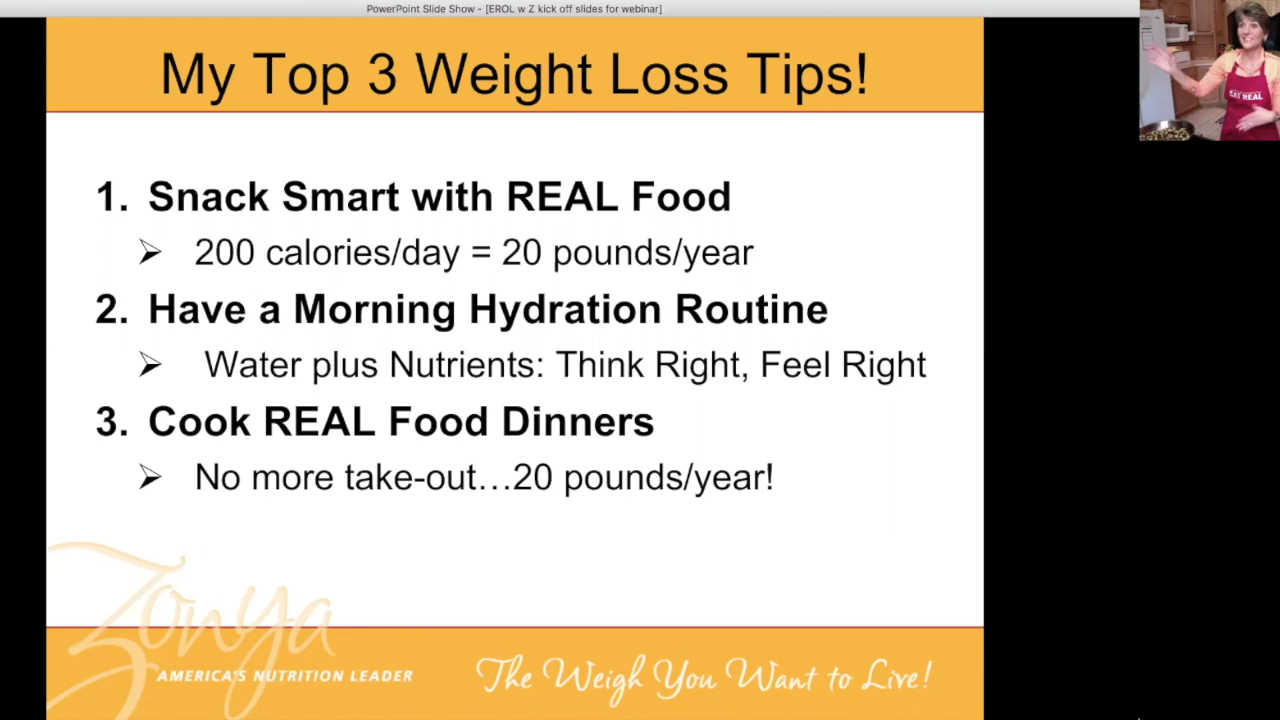 PowerPoint Slide Show - [EROL w Z kick off slides for webinar]
My Top 3 Weight Loss Tips!
EAT REAL
1. Snack Smart with REAL Food
➢ 200 calories/day = 20 pounds/year
2. Have a Morning Hydration Routine
➢ Water plus Nutrients: Think Right, Feel Right
3. Cook REAL Food Dinners
➢ No more take-out…20 pounds/year!
Zonya
AMERICA'S NUTRITION LEADER
The Weigh You Want to Live!